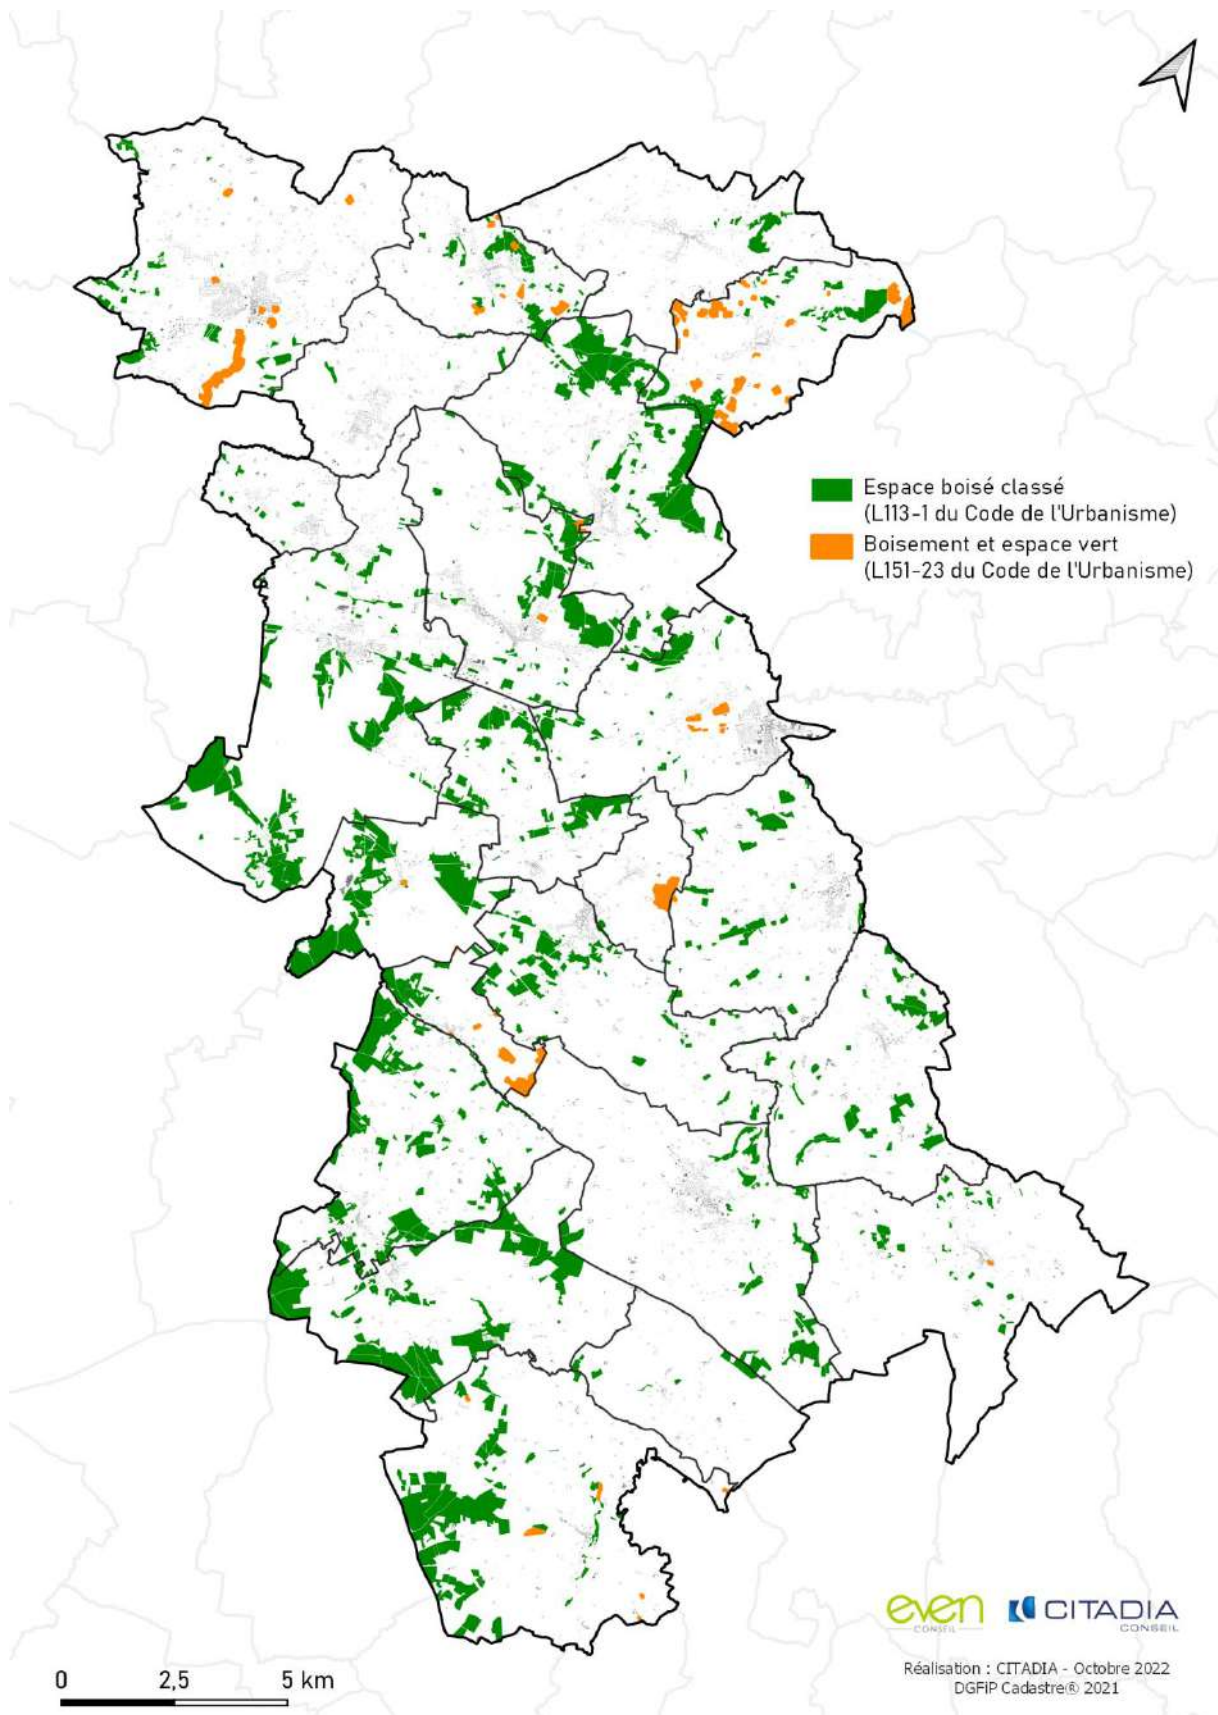 Espace boisé classé
(L113-1 du Code de l'Urbanisme)
Boisement et espace vert
(L151-23 du Code de l'Urbanisme)
even
CONSEIL
CITADIA
CONSEIL
Réalisation : CITADIA - Octobre 2022
DGFiP Cadastre® 2021
0 2,5 5 km